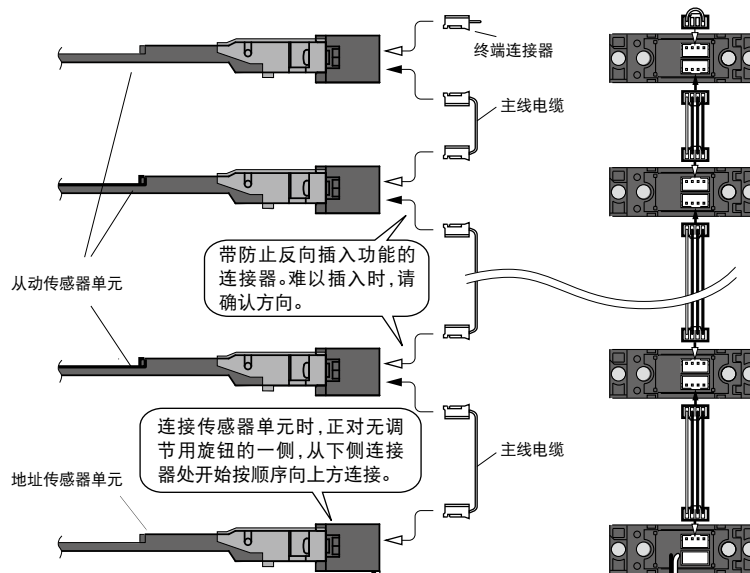 终端连接器
主线电缆
带防止反向插入功能的
连接器。难以插入时,请
确认方向。
从动传感器单元
连接传感器单元时,正对无调
节用旋钮的一侧,从下侧连接
器处开始按顺序向上方连接。
主线电缆
地址传感器单元